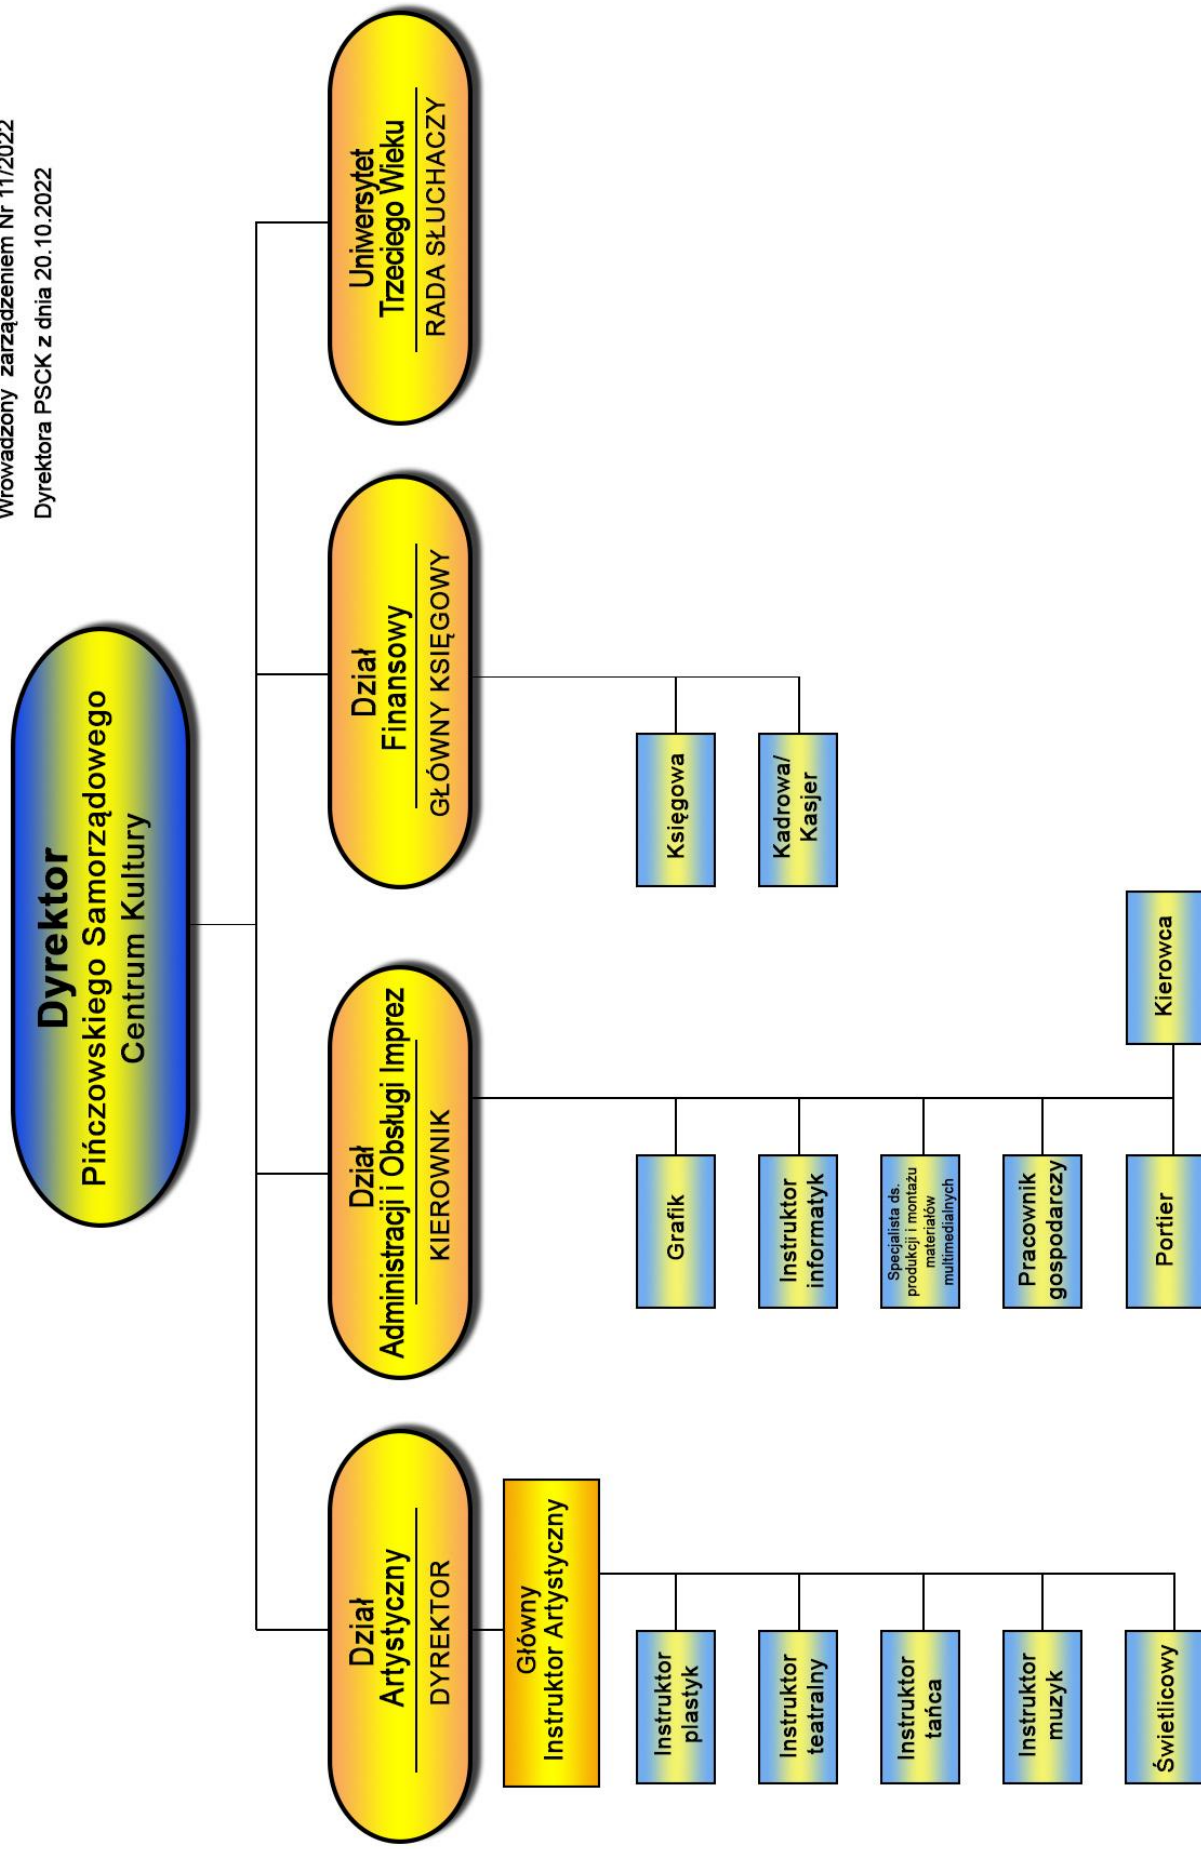 Wrowadzony zarządzeniem Nr 11/2022
Dyrektora PSCK z dnia 20.10.2022
Dyrektor
Pińczowskiego Samorządowego
Centrum Kultury
Dział
Artystyczny
DYREKTOR
Dział
Administracji i Obsługi Imprez
KIEROWNIK
Dział
Finansowy
GŁÓWNY KSIĘGOWY
Uniwersytet
Trzeciego Wieku
RADA SŁUCHACZY
Główny
Instruktor Artystyczny
Instruktor
plastyk
Instruktor
teatralny
Instruktor
tańca
Instruktor
muzyk
Świetlicowy
Grafik
Instruktor
informatyk
Specjalista ds.
produkcji i montażu
materiałów
multimedialnych
Pracownik
gospodarczy
Portier
Kierowca
Księgowa
Kadrowa/
Kasjer